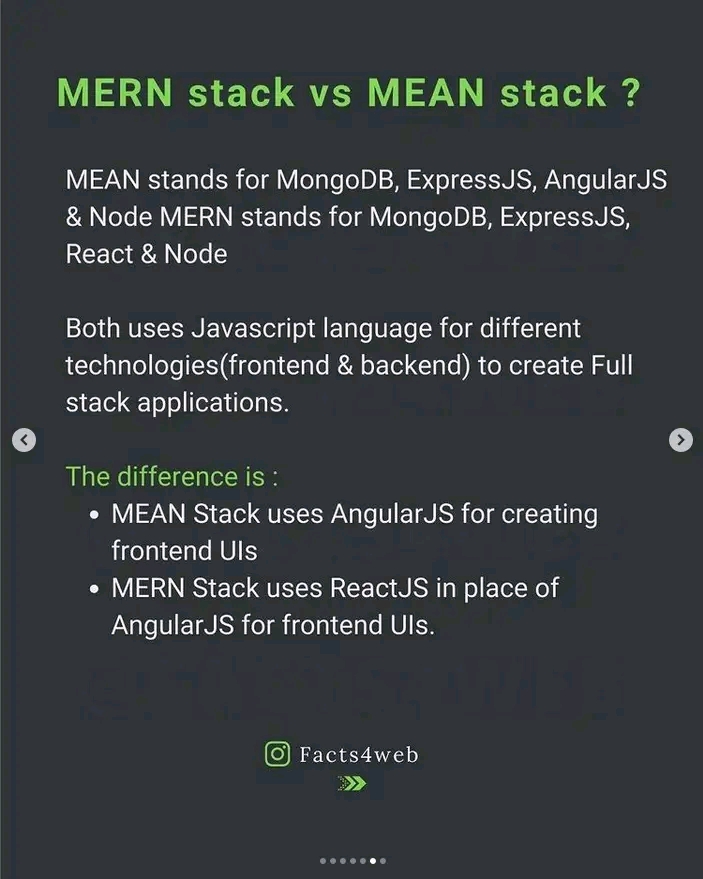 MERN stack vs MEAN stack ?
MEAN stands for MongoDB, ExpressJS, AngularJS
& Node MERN stands for MongoDB, ExpressJS,
React & Node
Both uses Javascript language for different
technologies(frontend & backend) to create Full
stack applications.
The difference is :
• MEAN Stack uses AngularJS for creating
frontend UIs
• MERN Stack uses ReactJS in place of
AngularJS for frontend UIs.
Facts4web